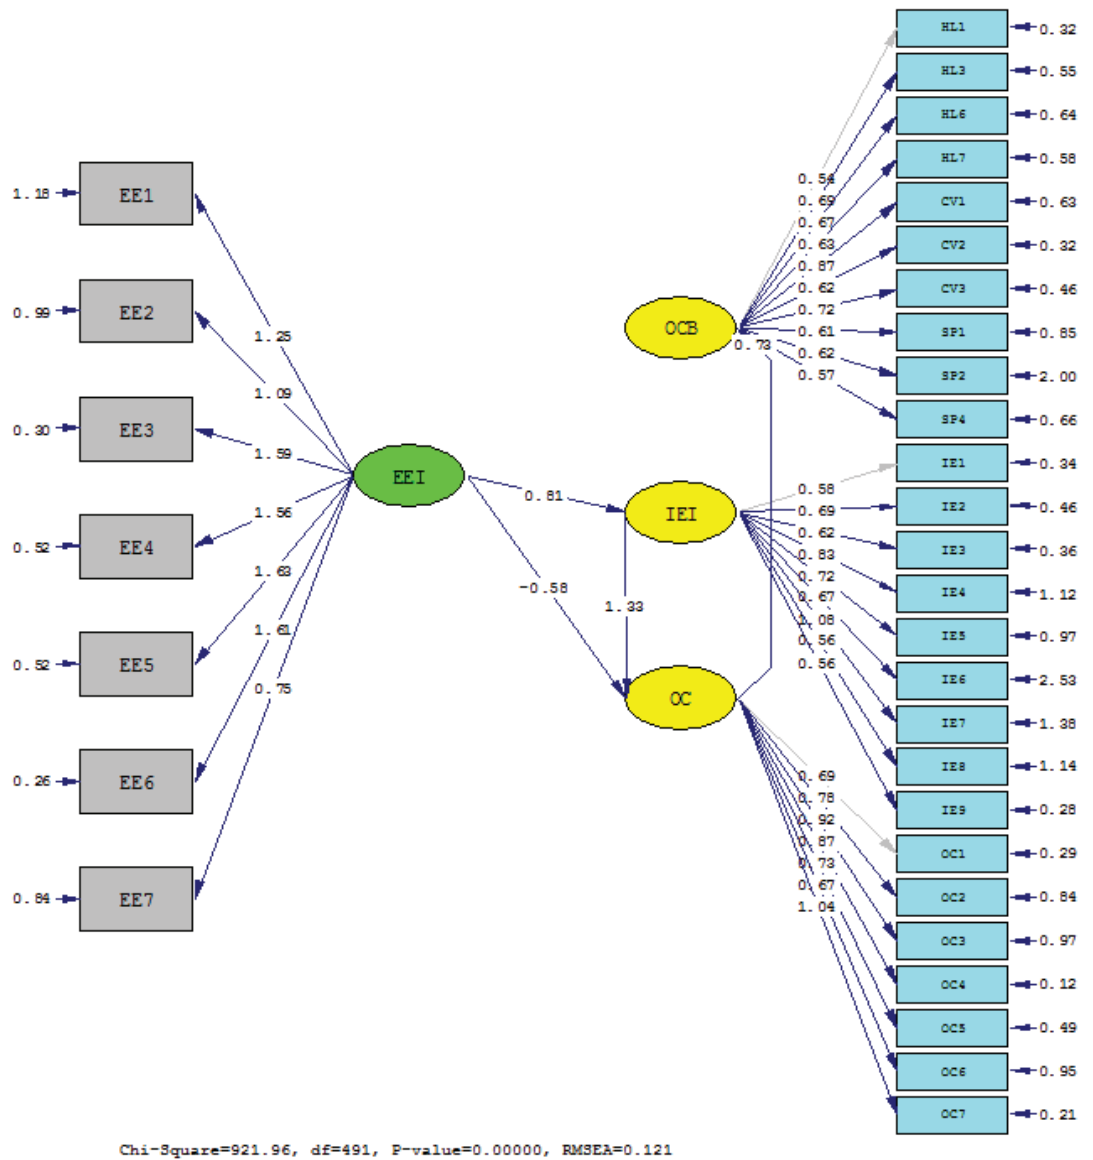 HL1 0.32
HL3 0.55
HL6 0.64
HL7 0.58
CV1 0.63
CV2 0.32
CV3 0.46
SP1 0.85
SP2 2.00
SP4 0.66
IE1 0.34
IE2 0.46
IE3 0.36
IE4 1.12
IE5 0.97
IE6 2.53
IE7 1.38
IE8 1.14
IE9 0.28
OC1 0.29
OC2 0.84
OC3 0.97
OC4 0.12
OC5 0.49
OC6 0.95
OC7 0.21
1.18 EE1
0.99 EE2
0.30 EE3
0.52 EE4
0.52 EE5
0.26 EE6
0.84 EE7
1.25
1.09
1.59
1.56
1.63
1.61
0.75
EEI
0.81
-0.58
1.33
OCB
0.73
IEI
OC
0.54
0.69
0.67
0.63
0.87
0.62
0.72
0.61
0.62
0.57
0.58
0.69
0.62
0.83
0.72
0.67
1.08
0.56
0.56
0.69
0.78
0.92
0.87
0.73
0.67
1.04
Chi-Square=921.96, df=491, P-value=0.00000, RMSEA=0.121